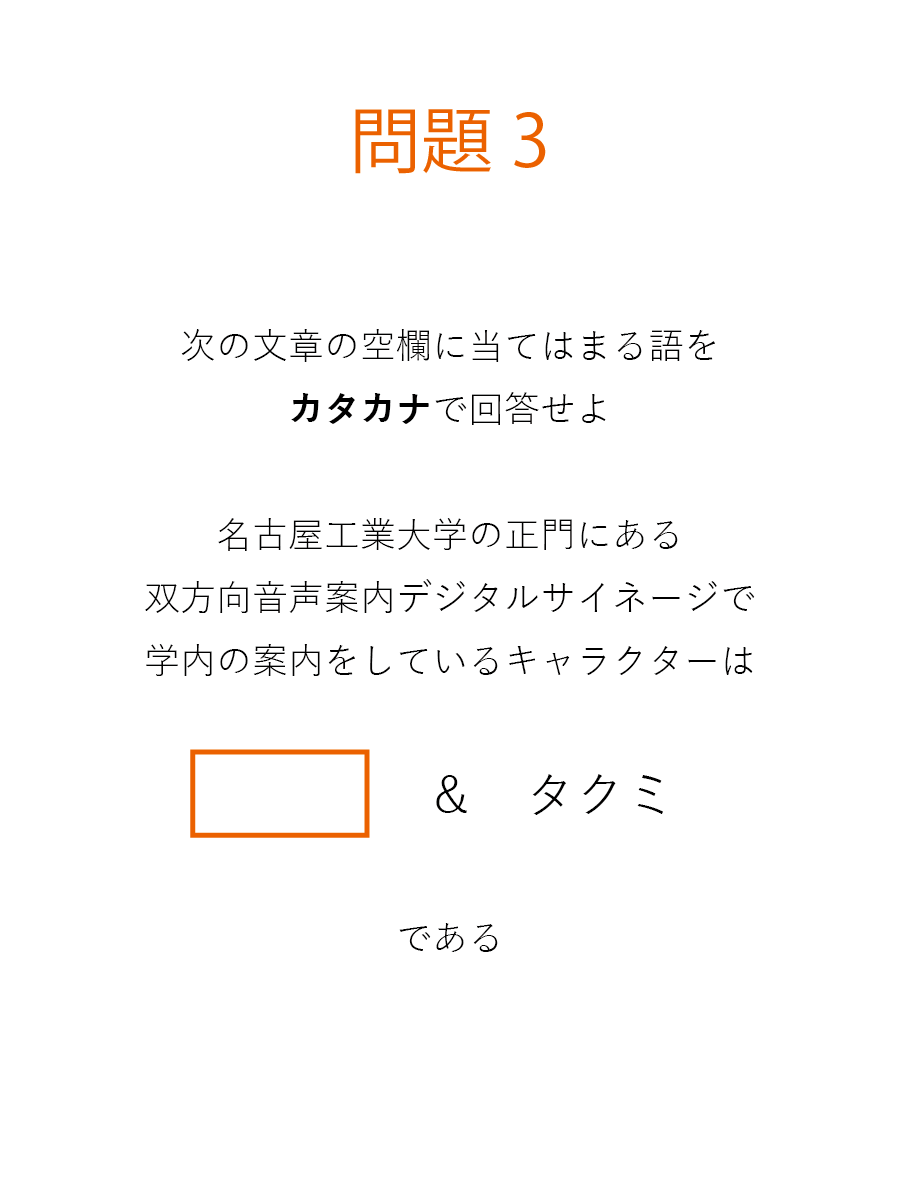 問題 3
次の文章の空欄に当てはまる語を
カタカナで回答せよ
名古屋工業大学の正門にある
双方向音声案内デジタルサイネージで
学内の案内をしているキャラクターは
& タクミ
である